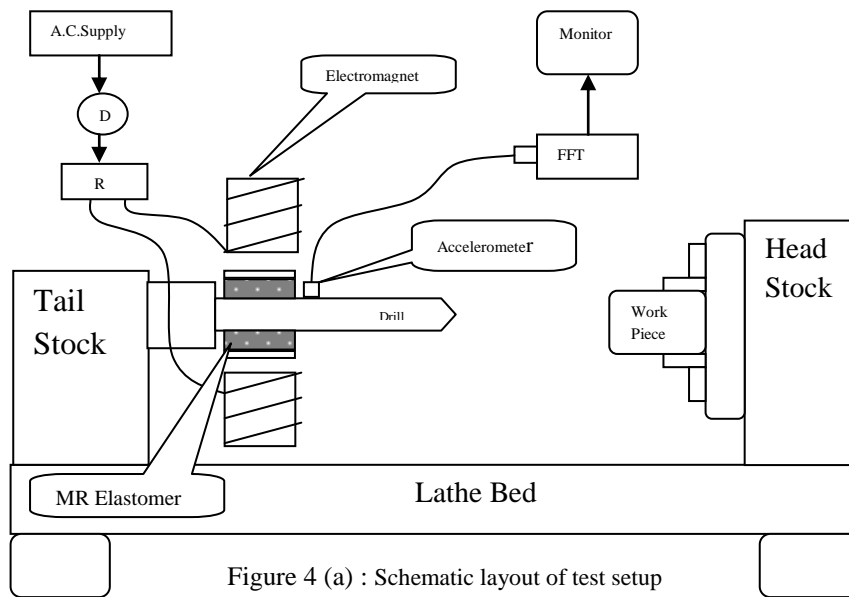 A.C.Supply
Monitor
Electromagnet
D
FFT
R
Accelerometer
Head
Stock
Tail
Stock
Drill
Work
Piece
MR Elastomer
Lathe Bed
Figure 4 (a) : Schematic layout of test setup